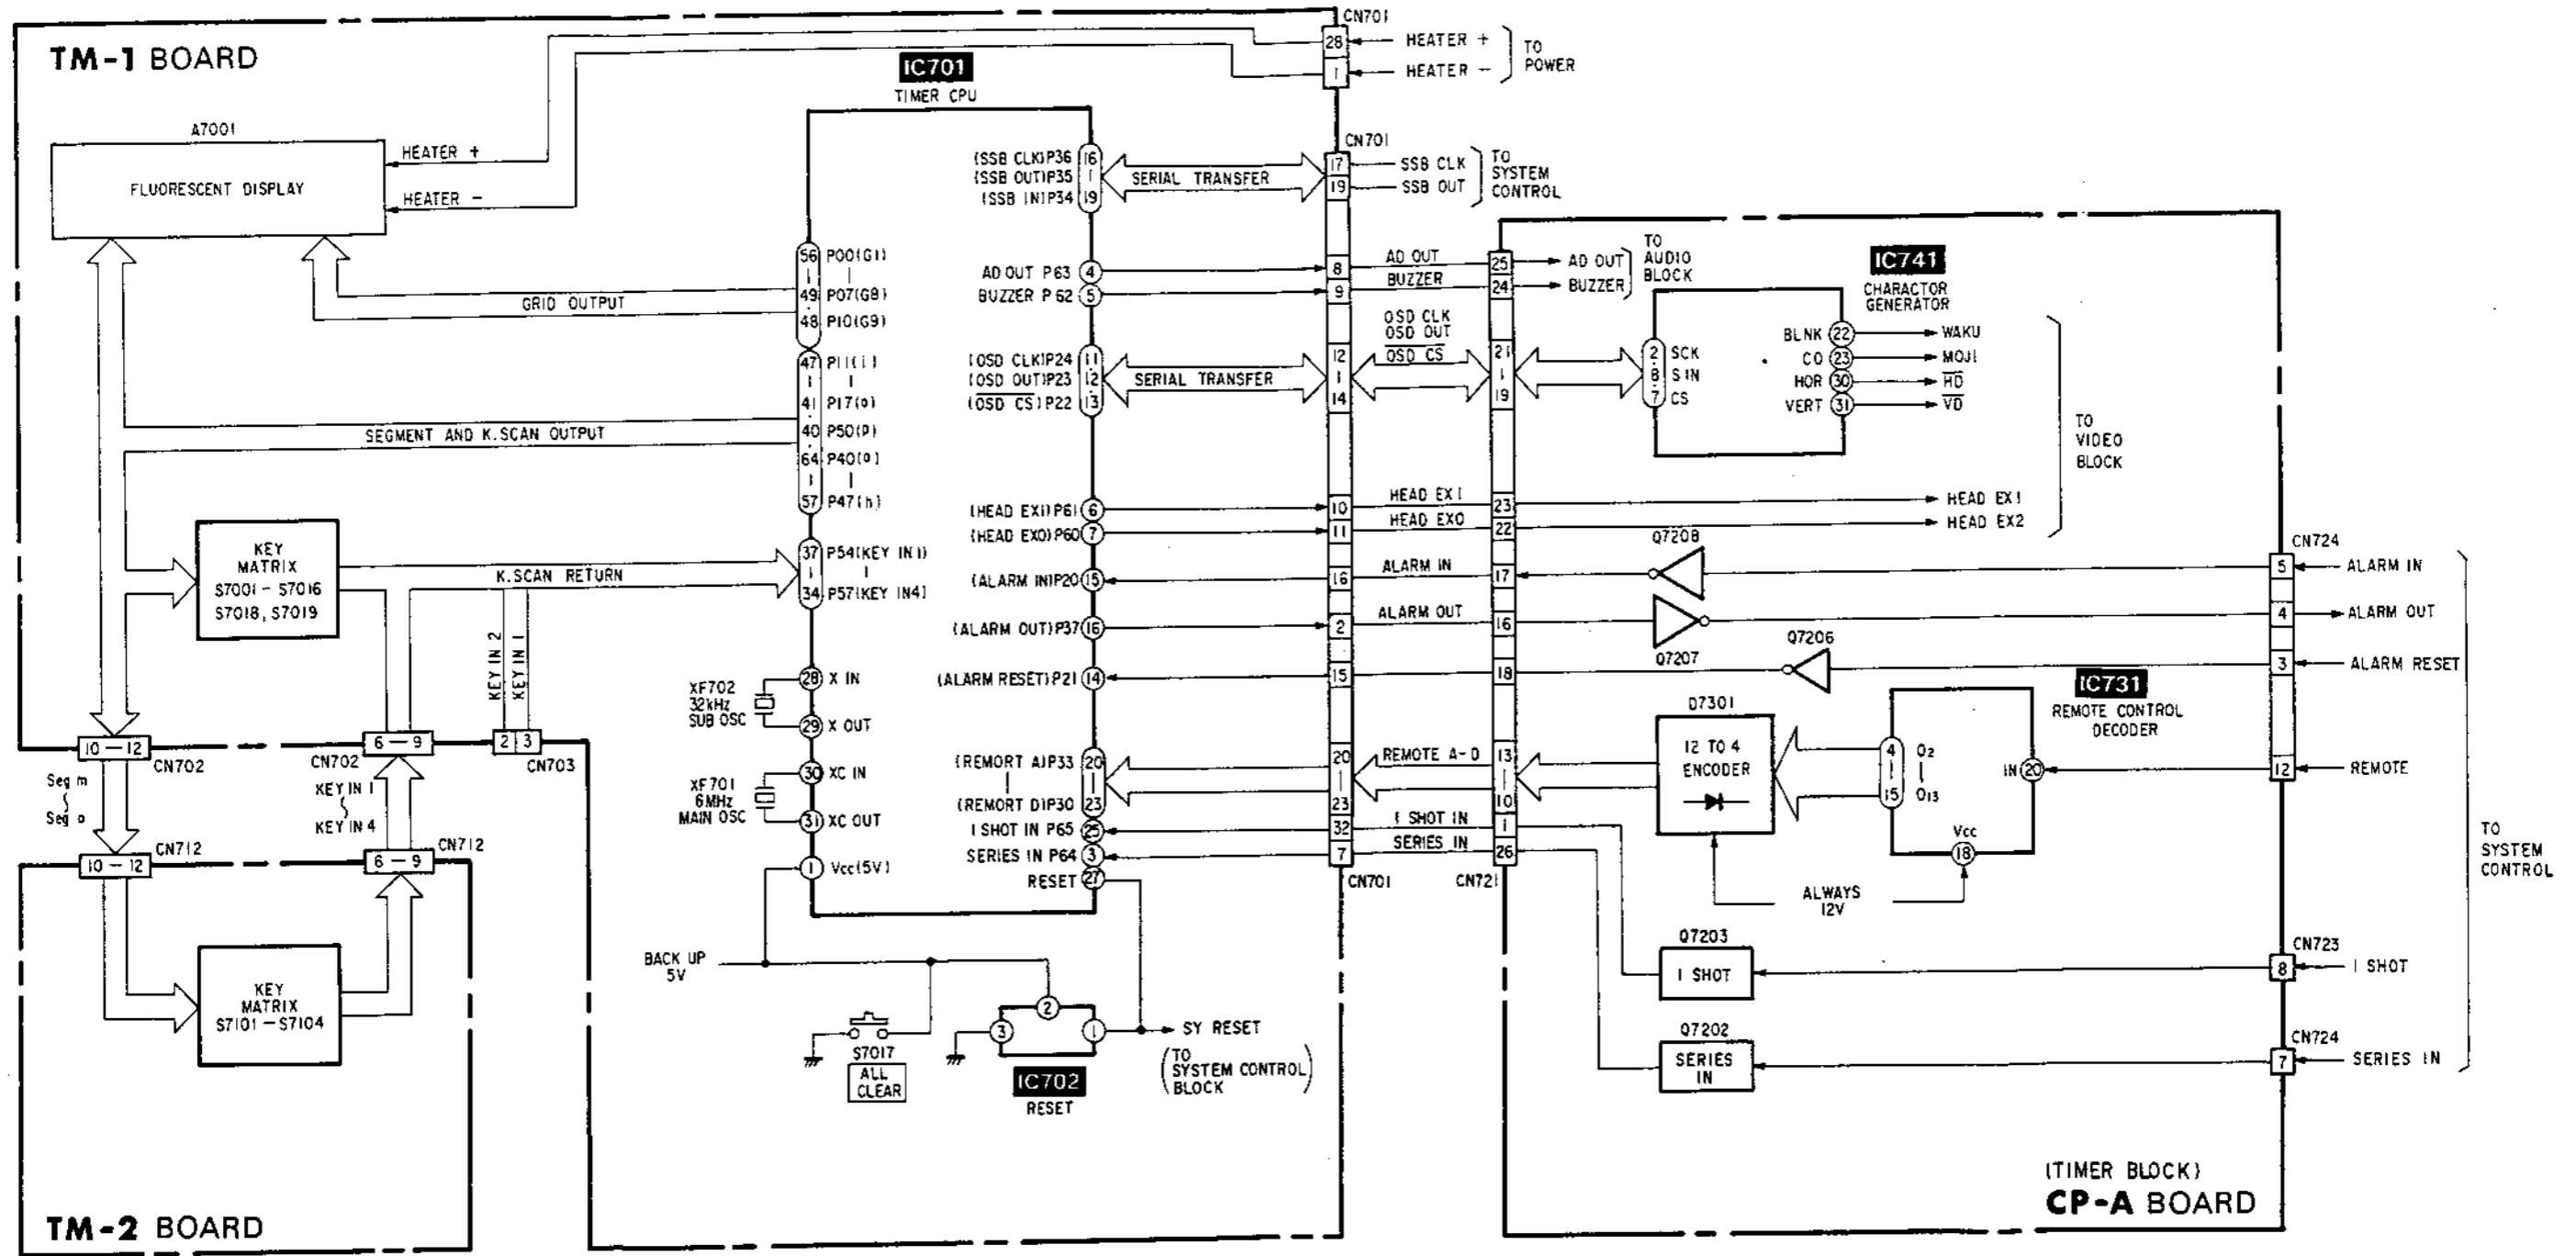 TM-1 BOARD
A7001
FLUORESCENT DISPLAY
HEATER +
HEATER -
IC701
TIMER CPU
CN701
28
1
HEATER +
HEATER -
TO
POWER
(SSB CLK)P36
(SSB OUT)P35
(SSB IN)P34
16
19
SERIAL TRANSFER
CN701
17
19
SSB CLK
SSB OUT
TO
SYSTEM
CONTROL
56
49
48
P00(G1)
P07(G8)
P10(G9)
GRID OUTPUT
47
41
40
64
57
P11(i)
P17(o)
P50(p)
P40(a)
P47(h)
SEGMENT AND K.SCAN OUTPUT
AD OUT P63 4
BUZZER P62 5
8
9
AD OUT
BUZZER
25
24
AD OUT
BUZZER
TO
AUDIO
BLOCK
(OSD CLK)P24
(OSD OUT)P23
(OSD CS)P22
11
12
13
SERIAL TRANSFER
12
14
OSD CLK
OSD OUT
OSD CS
21
19
IC741
CHARACTOR
GENERATOR
2 SCK
8 SIN
7 CS
BLNK 22 WAKU
CO 23 MOJI
HOR 30 HD
VERT 31 VD
TO
VIDEO
BLOCK
(HEAD EX1)P61 6
(HEAD EX0)P60 7
10
11
HEAD EX1
HEAD EX0
23
22
HEAD EX1
HEAD EX2
KEY
MATRIX
S7001-S7016
S7018, S7019
K.SCAN RETURN
37 P54(KEY IN1)
34 P57(KEY IN4)
KEY IN 2
KEY IN 1
(ALARM IN)P20 15
16
ALARM IN
17
Q7208
CN724
5
ALARM IN
(ALARM OUT)P37 16
2
ALARM OUT
16
Q7207
4
ALARM OUT
(ALARM RESET)P21 14
15
18
Q7206
3
ALARM RESET
XF702
32kHz
SUB OSC
28 X IN
29 X OUT
XF701
6MHz
MAIN OSC
30 XC IN
31 XC OUT
1 Vcc(5V)
(REMORT A)P33 20
(REMORT D)P30 23
20
23
REMOTE A-D
13
10
D7301
12 TO 4
ENCODER
IC731
REMOTE CONTROL
DECODER
4 O2
15 O13
IN 20
Vcc
18
ALWAYS
12V
12
REMOTE
1 SHOT IN P65 25
32
1 SHOT IN
1
SERIES IN P64 3
7
SERIES IN
26
RESET 27
CN701
CN721
TO
SYSTEM
CONTROL
10-12
CN702
6-9
CN702
2 3
CN703
Seg m
Seg o
KEY IN 1
KEY IN 4
10-12
CN712
6-9
CN712
KEY
MATRIX
S7101-S7104
TM-2 BOARD
BACK UP
5V
S7017
ALL
CLEAR
2
3
1
IC702
RESET
SY RESET
(TO
SYSTEM CONTROL
BLOCK)
Q7203
1 SHOT
CN723
8
1 SHOT
Q7202
SERIES
IN
CN724
7
SERIES IN
(TIMER BLOCK)
CP-A BOARD